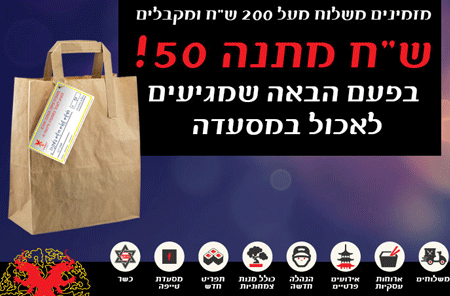 מזמינים משלוח מעל 200 ש"ח ומקבלים
50 ש"ח מתנה!
בפעם הבאה שמגיעים
לאכול במסעדה
משלוחים
ארוחות עסקיות
אירועים פרטיים
הנהלה חדשה
כולל מנות צמחוניות
תפריט חדש
מסעדת טייפה
כשר